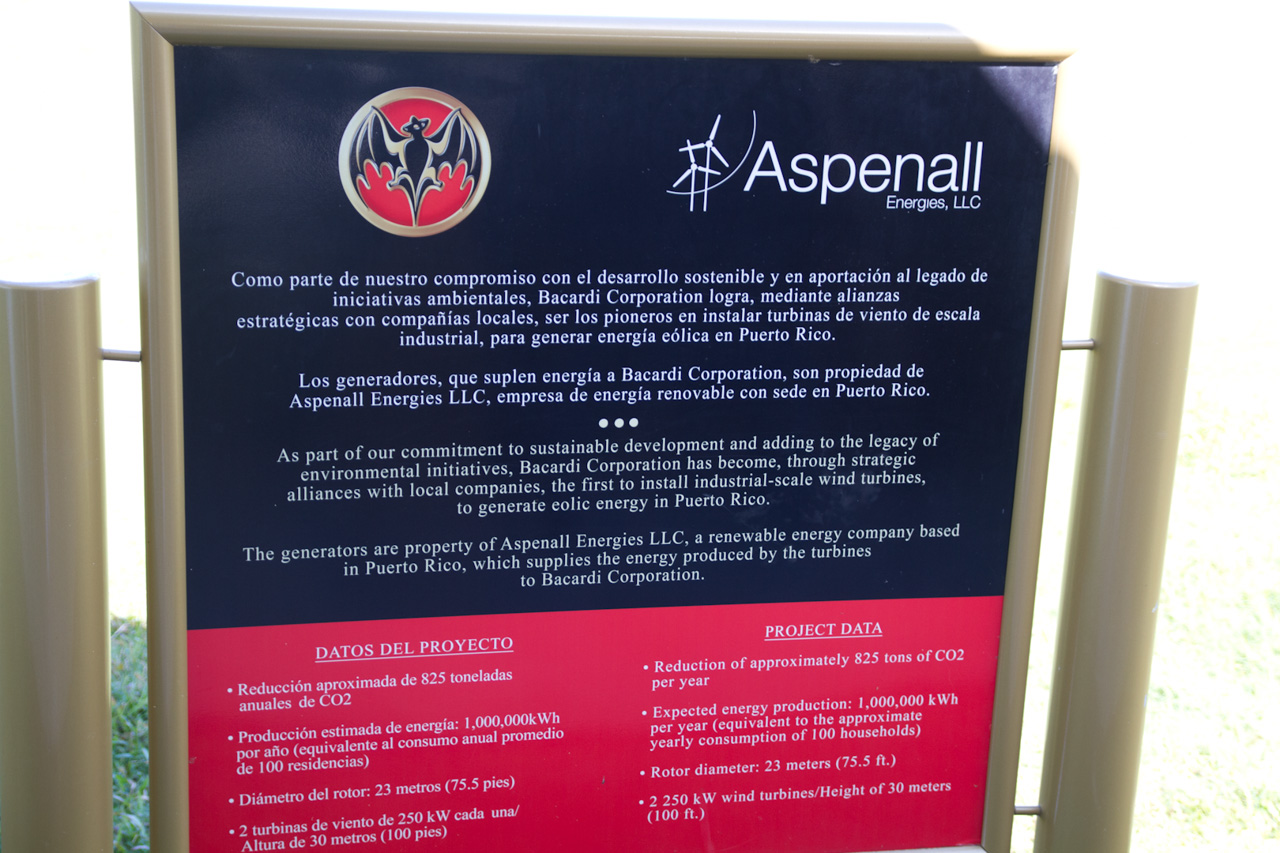 Aspenall
Energies, LLC
Como parte de nuestro compromiso con el desarrollo sostenible y en aportación al legado de
iniciativas ambientales, Bacardi Corporation logra, mediante alianzas
estratégicas con compañías locales, ser los pioneros en instalar turbinas de viento de escala
industrial, para generar energía eólica en Puerto Rico.
Los generadores, que suplen energía a Bacardi Corporation, son propiedad de
Aspenall Energies LLC, empresa de energía renovable con sede en Puerto Rico.
As part of our commitment to sustainable development and adding to the legacy of
environmental initiatives, Bacardi Corporation has become, through strategic
alliances with local companies, the first to install industrial-scale wind turbines,
to generate eolic energy in Puerto Rico.
The generators are property of Aspenall Energies LLC, a renewable energy company based
in Puerto Rico, which supplies the energy produced by the turbines
to Bacardi Corporation.
DATOS DEL PROYECTO
• Reducción aproximada de 825 toneladas
anuales de CO2
• Producción estimada de energía: 1,000,000kWh
por año (equivalente al consumo anual promedio
de 100 residencias)
• Diámetro del rotor: 23 metros (75.5 pies)
• 2 turbinas de viento de 250 kW cada una/
Altura de 30 metros (100 pies)
PROJECT DATA
• Reduction of approximately 825 tons of CO2
per year
• Expected energy production: 1,000,000 kWh
per year (equivalent to the approximate
yearly consumption of 100 households)
• Rotor diameter: 23 meters (75.5 ft.)
• 2 250 kW wind turbines/Height of 30 meters
(100 ft.)